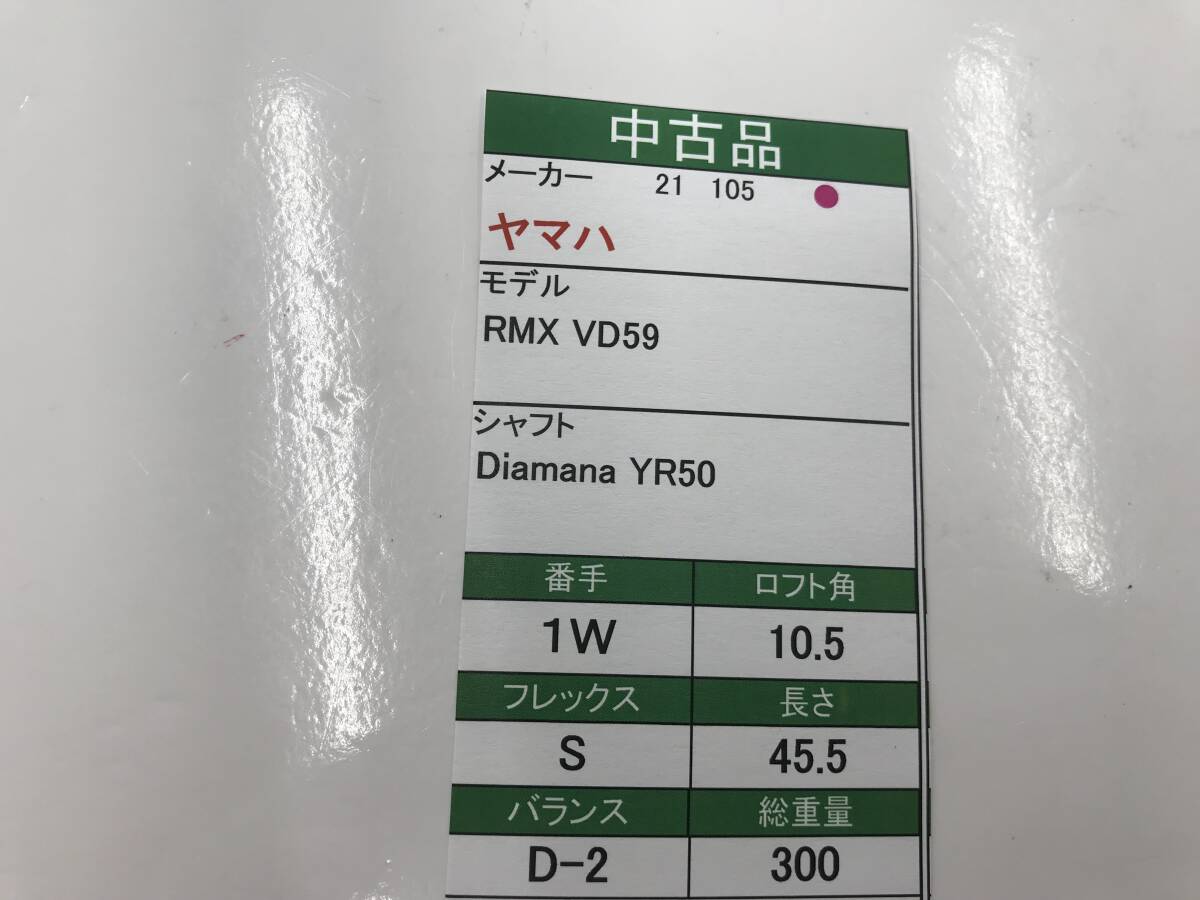 中古品
メーカー 21 105
ヤマハ
モデル
RMX VD59
シャフト
Diamana YR50
番手 ロフト角
1W 10.5
フレックス 長さ
S 45.5
バランス 総重量
D-2 300